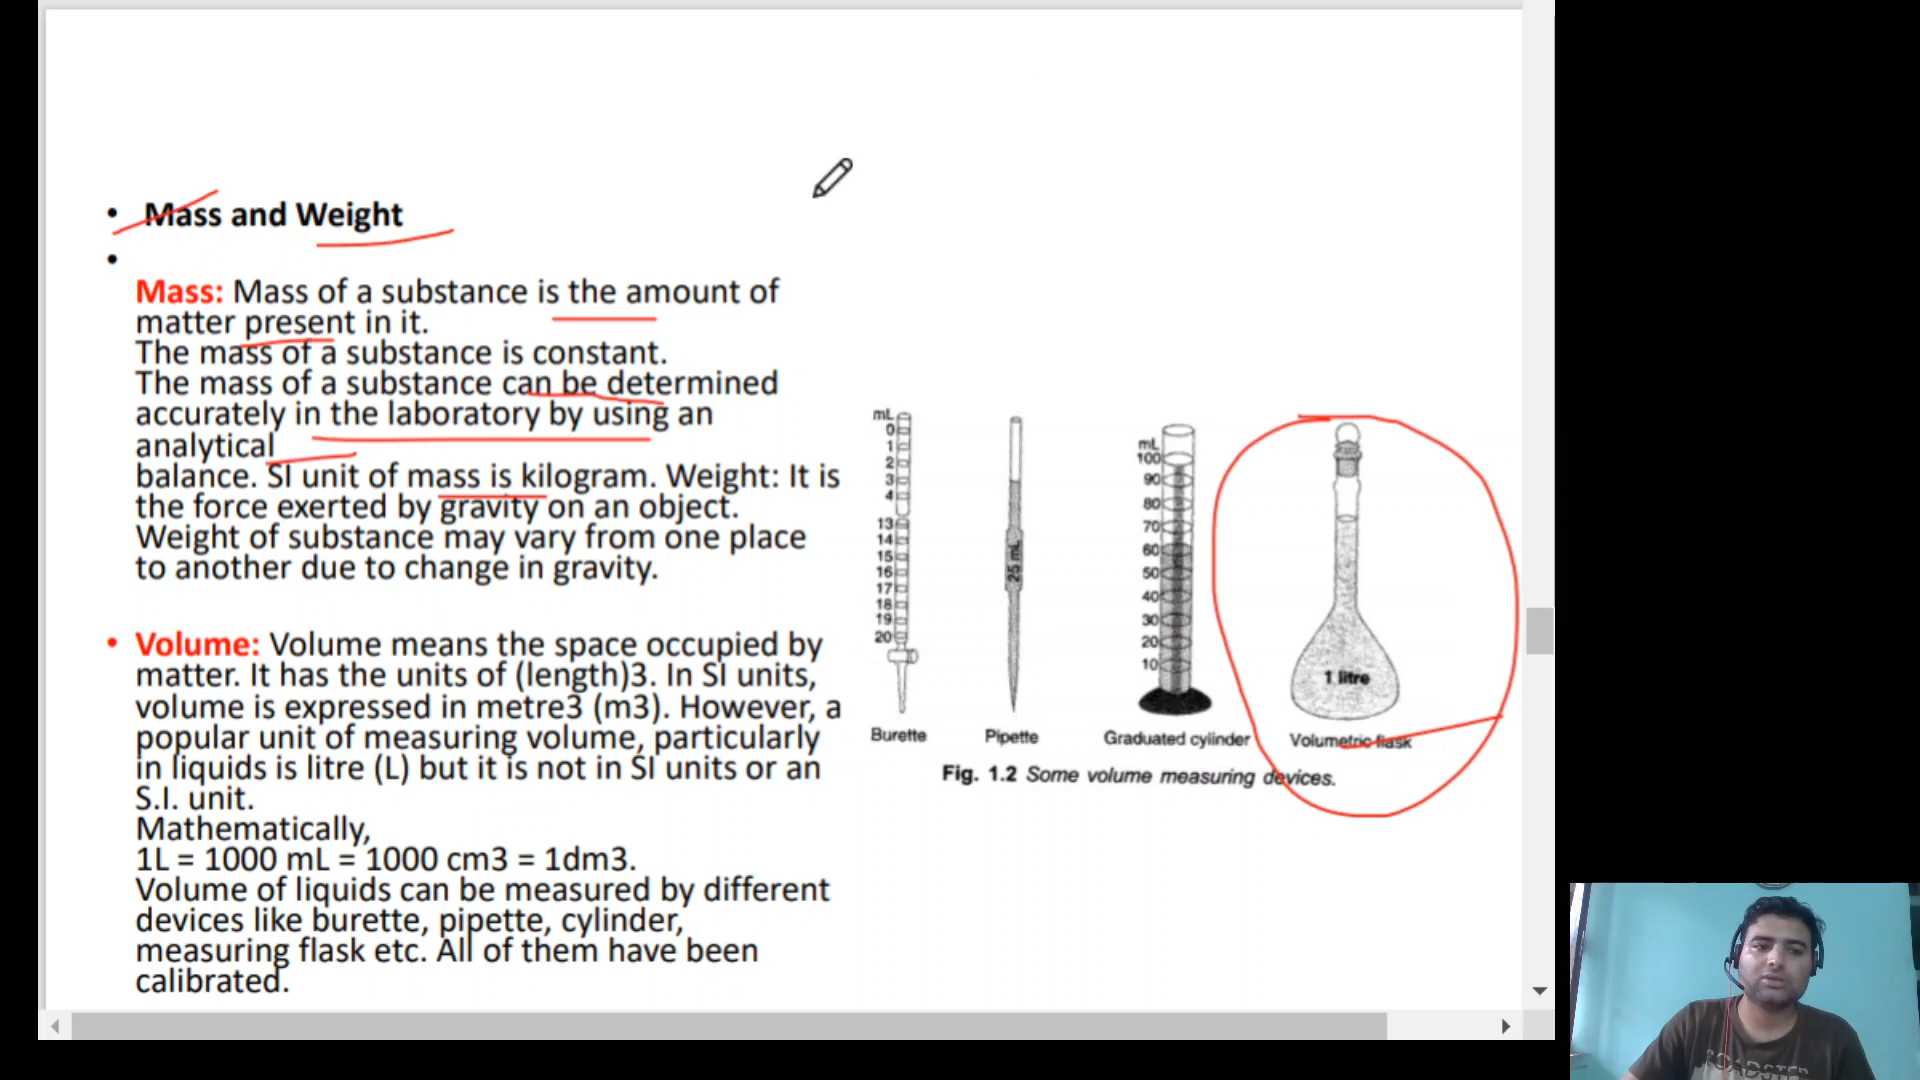 • Mass and Weight
•
Mass: Mass of a substance is the amount of
matter present in it.
The mass of a substance is constant.
The mass of a substance can be determined
accurately in the laboratory by using an
analytical
balance. SI unit of mass is kilogram. Weight: It is
the force exerted by gravity on an object.
Weight of substance may vary from one place
to another due to change in gravity.
• Volume: Volume means the space occupied by
matter. It has the units of (length)3. In SI units,
volume is expressed in metre3 (m3). However, a
popular unit of measuring volume, particularly
in liquids is litre (L) but it is not in SI units or an
S.I. unit.
Mathematically,
1L = 1000 mL = 1000 cm3 = 1dm3.
Volume of liquids can be measured by different
devices like burette, pipette, cylinder,
measuring flask etc. All of them have been
calibrated.
mL
0
1
2
3
4
13
14
15
16
17
18
19
20
Burette
25 mL
Pipette
mL
100
90
80
70
60
50
40
30
20
10
Graduated cylinder
1 litre
Volumetric flask
Fig. 1.2 Some volume measuring devices.